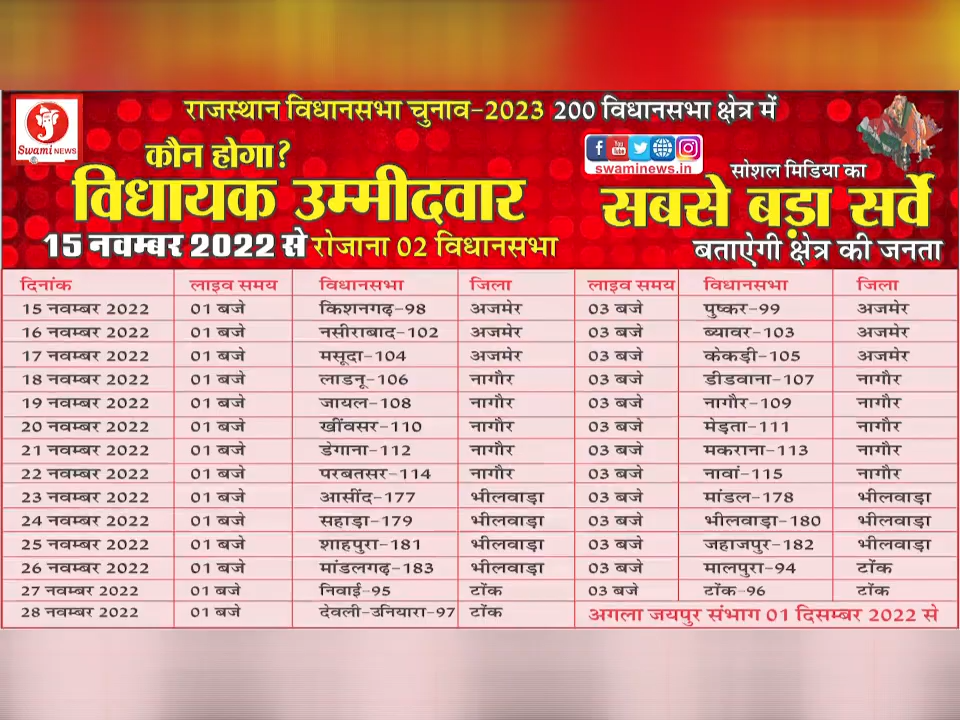 राजस्थान विधानसभा चुनाव-2023 200 विधानसभा क्षेत्र में
Swami NEWS
कौन होगा?
विधायक उम्मीदवार
15 नवम्बर 2022 से रोजाना 02 विधानसभा
You Tube
swaminews.in
सोशल मिडिया का
सबसे बड़ा सर्वे
बताऐगी क्षेत्र की जनता
दिनांक लाइव समय विधानसभा जिला लाइव समय विधानसभा जिला
15 नवम्बर 2022 01 बजे किशनगढ़-98 अजमेर 03 बजे पुष्कर-99 अजमेर
16 नवम्बर 2022 01 बजे नसीराबाद-102 अजमेर 03 बजे ब्यावर-103 अजमेर
17 नवम्बर 2022 01 बजे मसूदा-104 अजमेर 03 बजे केकड़ी-105 अजमेर
18 नवम्बर 2022 01 बजे लाडनू-106 नागौर 03 बजे डीडवाना-107 नागौर
19 नवम्बर 2022 01 बजे जायल-108 नागौर 03 बजे नागौर-109 नागौर
20 नवम्बर 2022 01 बजे खींवसर-110 नागौर 03 बजे मेड़ता-111 नागौर
21 नवम्बर 2022 01 बजे डेगाना-112 नागौर 03 बजे मकराना-113 नागौर
22 नवम्बर 2022 01 बजे परबतसर-114 नागौर 03 बजे नावां-115 नागौर
23 नवम्बर 2022 01 बजे आसींद-177 भीलवाड़ा 03 बजे मांडल-178 भीलवाड़ा
24 नवम्बर 2022 01 बजे सहाड़ा-179 भीलवाड़ा 03 बजे भीलवाड़ा-180 भीलवाड़ा
25 नवम्बर 2022 01 बजे शाहपुरा-181 भीलवाड़ा 03 बजे जहाजपुर-182 भीलवाड़ा
26 नवम्बर 2022 01 बजे मांडलगढ़-183 भीलवाड़ा 03 बजे मालपुरा-94 टोंक
27 नवम्बर 2022 01 बजे निवाई-95 टोंक 03 बजे टोंक-96 टोंक
28 नवम्बर 2022 01 बजे देवली-उनियारा-97 टोंक अगला जयपुर संभाग 01 दिसम्बर 2022 से